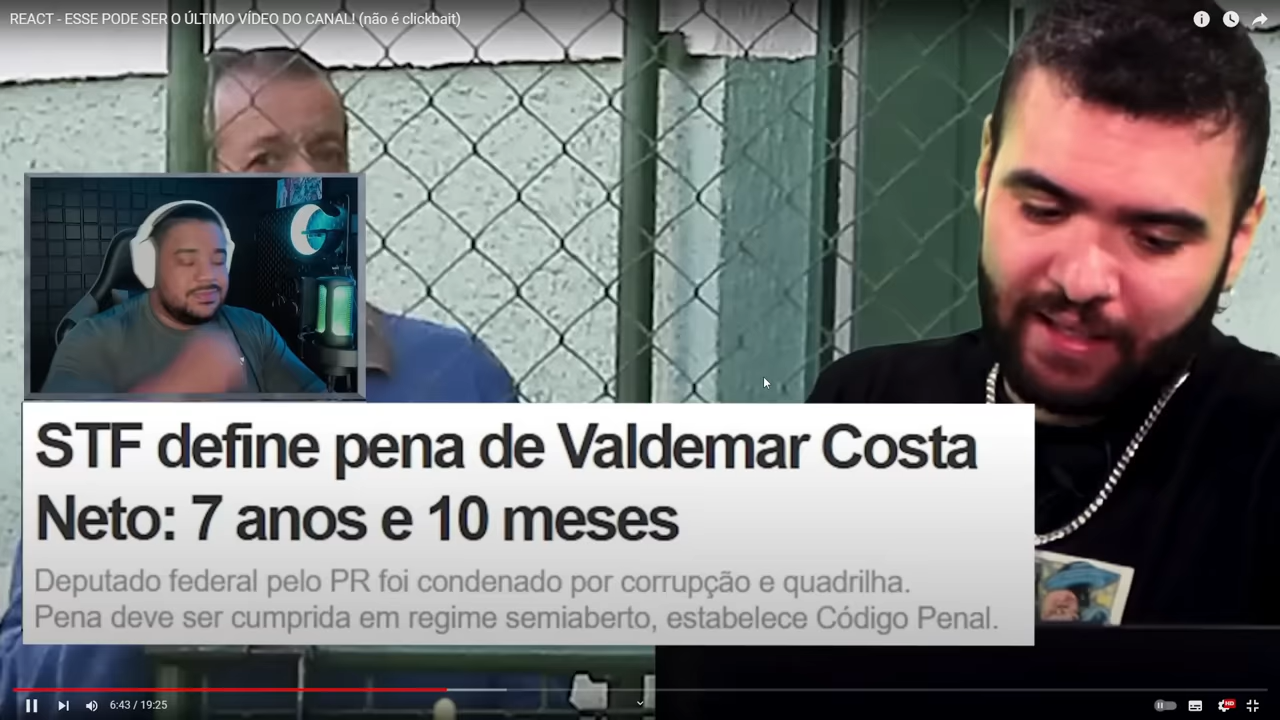 REACT - ESSE PODE SER O ÚLTIMO VÍDEO DO CANAL! (não é clickbait)
STF define pena de Valdemar Costa
Neto: 7 anos e 10 meses
Deputado federal pelo PR foi condenado por corrupção e quadrilha.
Pena deve ser cumprida em regime semiaberto, estabelece Código Penal.
6:43 / 19:25
HD